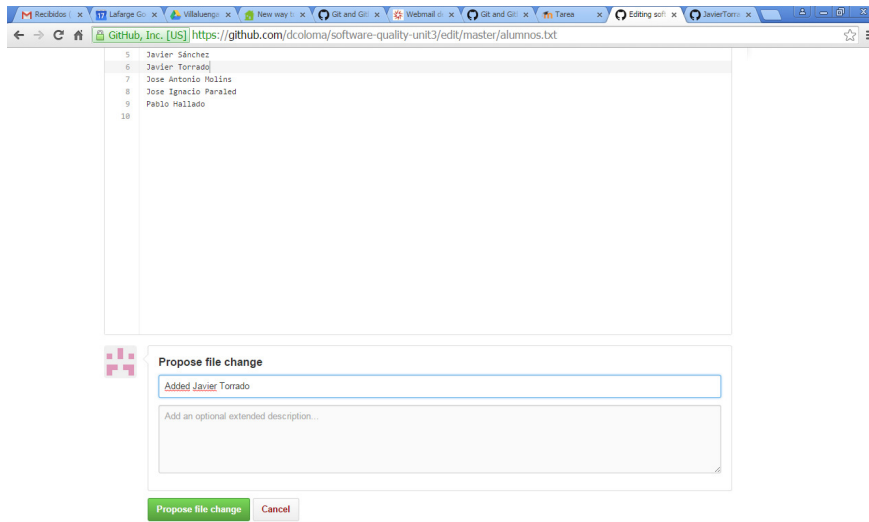 Recibidos (
Lafarge Go
Villaluenga
New way t
Git and Git
Webmail d
Git and Git
Tarea
Editing soft
JavierTorra
GitHub, Inc. [US] https://github.com/dcoloma/software-quality-unit3/edit/master/alumnos.txt
5 Javier Sánchez
6 Javier Torrado
7 Jose Antonio Molins
8 Jose Ignacio Paraled
9 Pablo Hallado
10
Propose file change
Added Javier Torrado
Add an optional extended description...
Propose file change Cancel